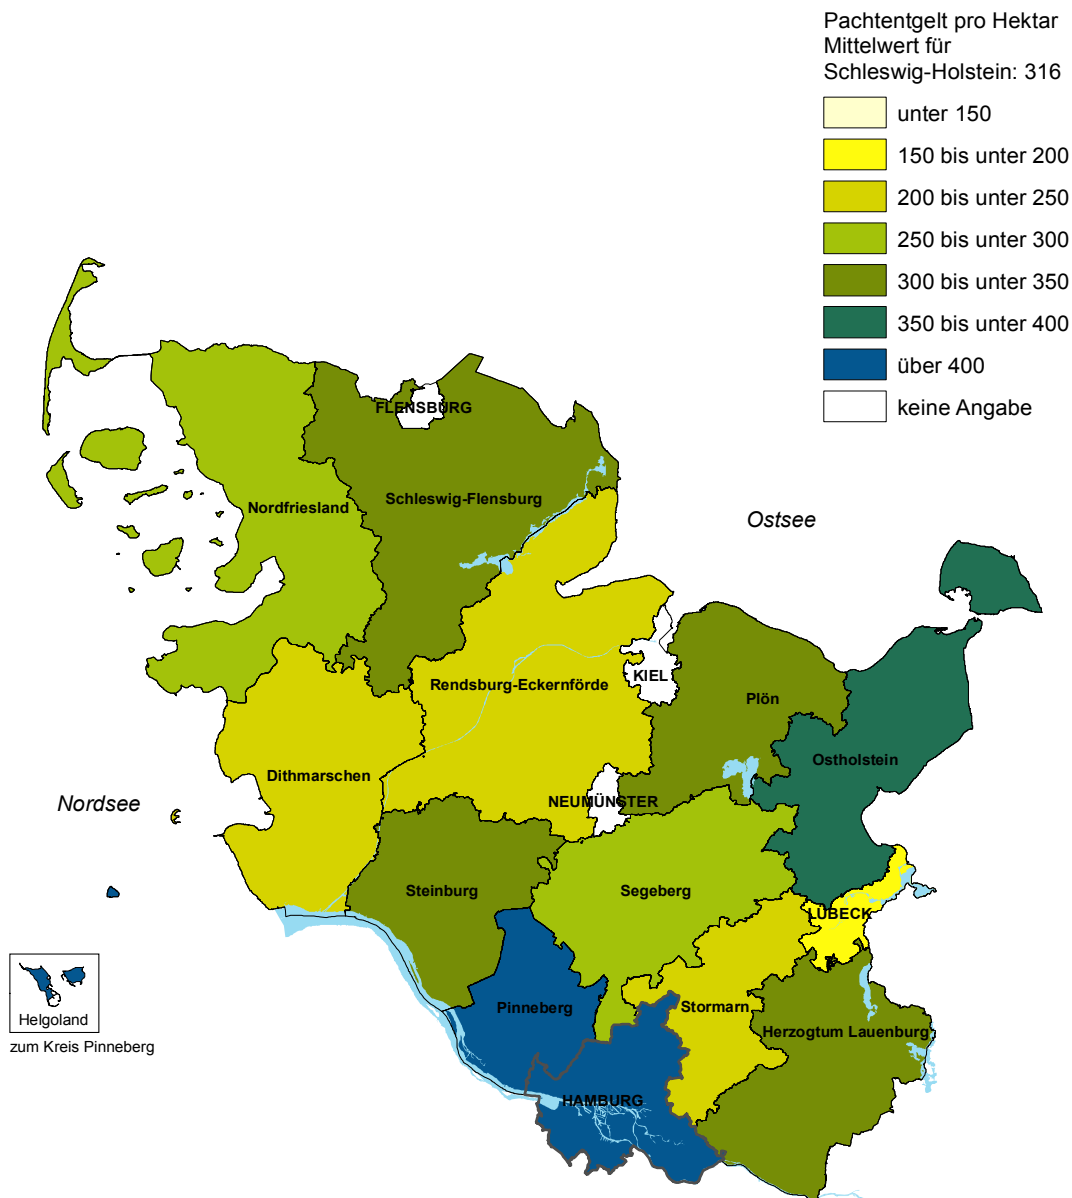 Pachtentgelt pro Hektar
Mittelwert für
Schleswig-Holstein: 316
unter 150
150 bis unter 200
200 bis unter 250
250 bis unter 300
300 bis unter 350
350 bis unter 400
über 400
keine Angabe
FLENSBURG
Schleswig-Flensburg
Nordfriesland
Ostsee
KIEL
Rendsburg-Eckernförde
Plön
Ostholstein
Dithmarschen
Nordsee
NEUMÜNSTER
Steinburg
Segeberg
LÜBECK
Pinneberg
Stormarn
Helgoland
Herzogtum Lauenburg
zum Kreis Pinneberg
HAMBURG